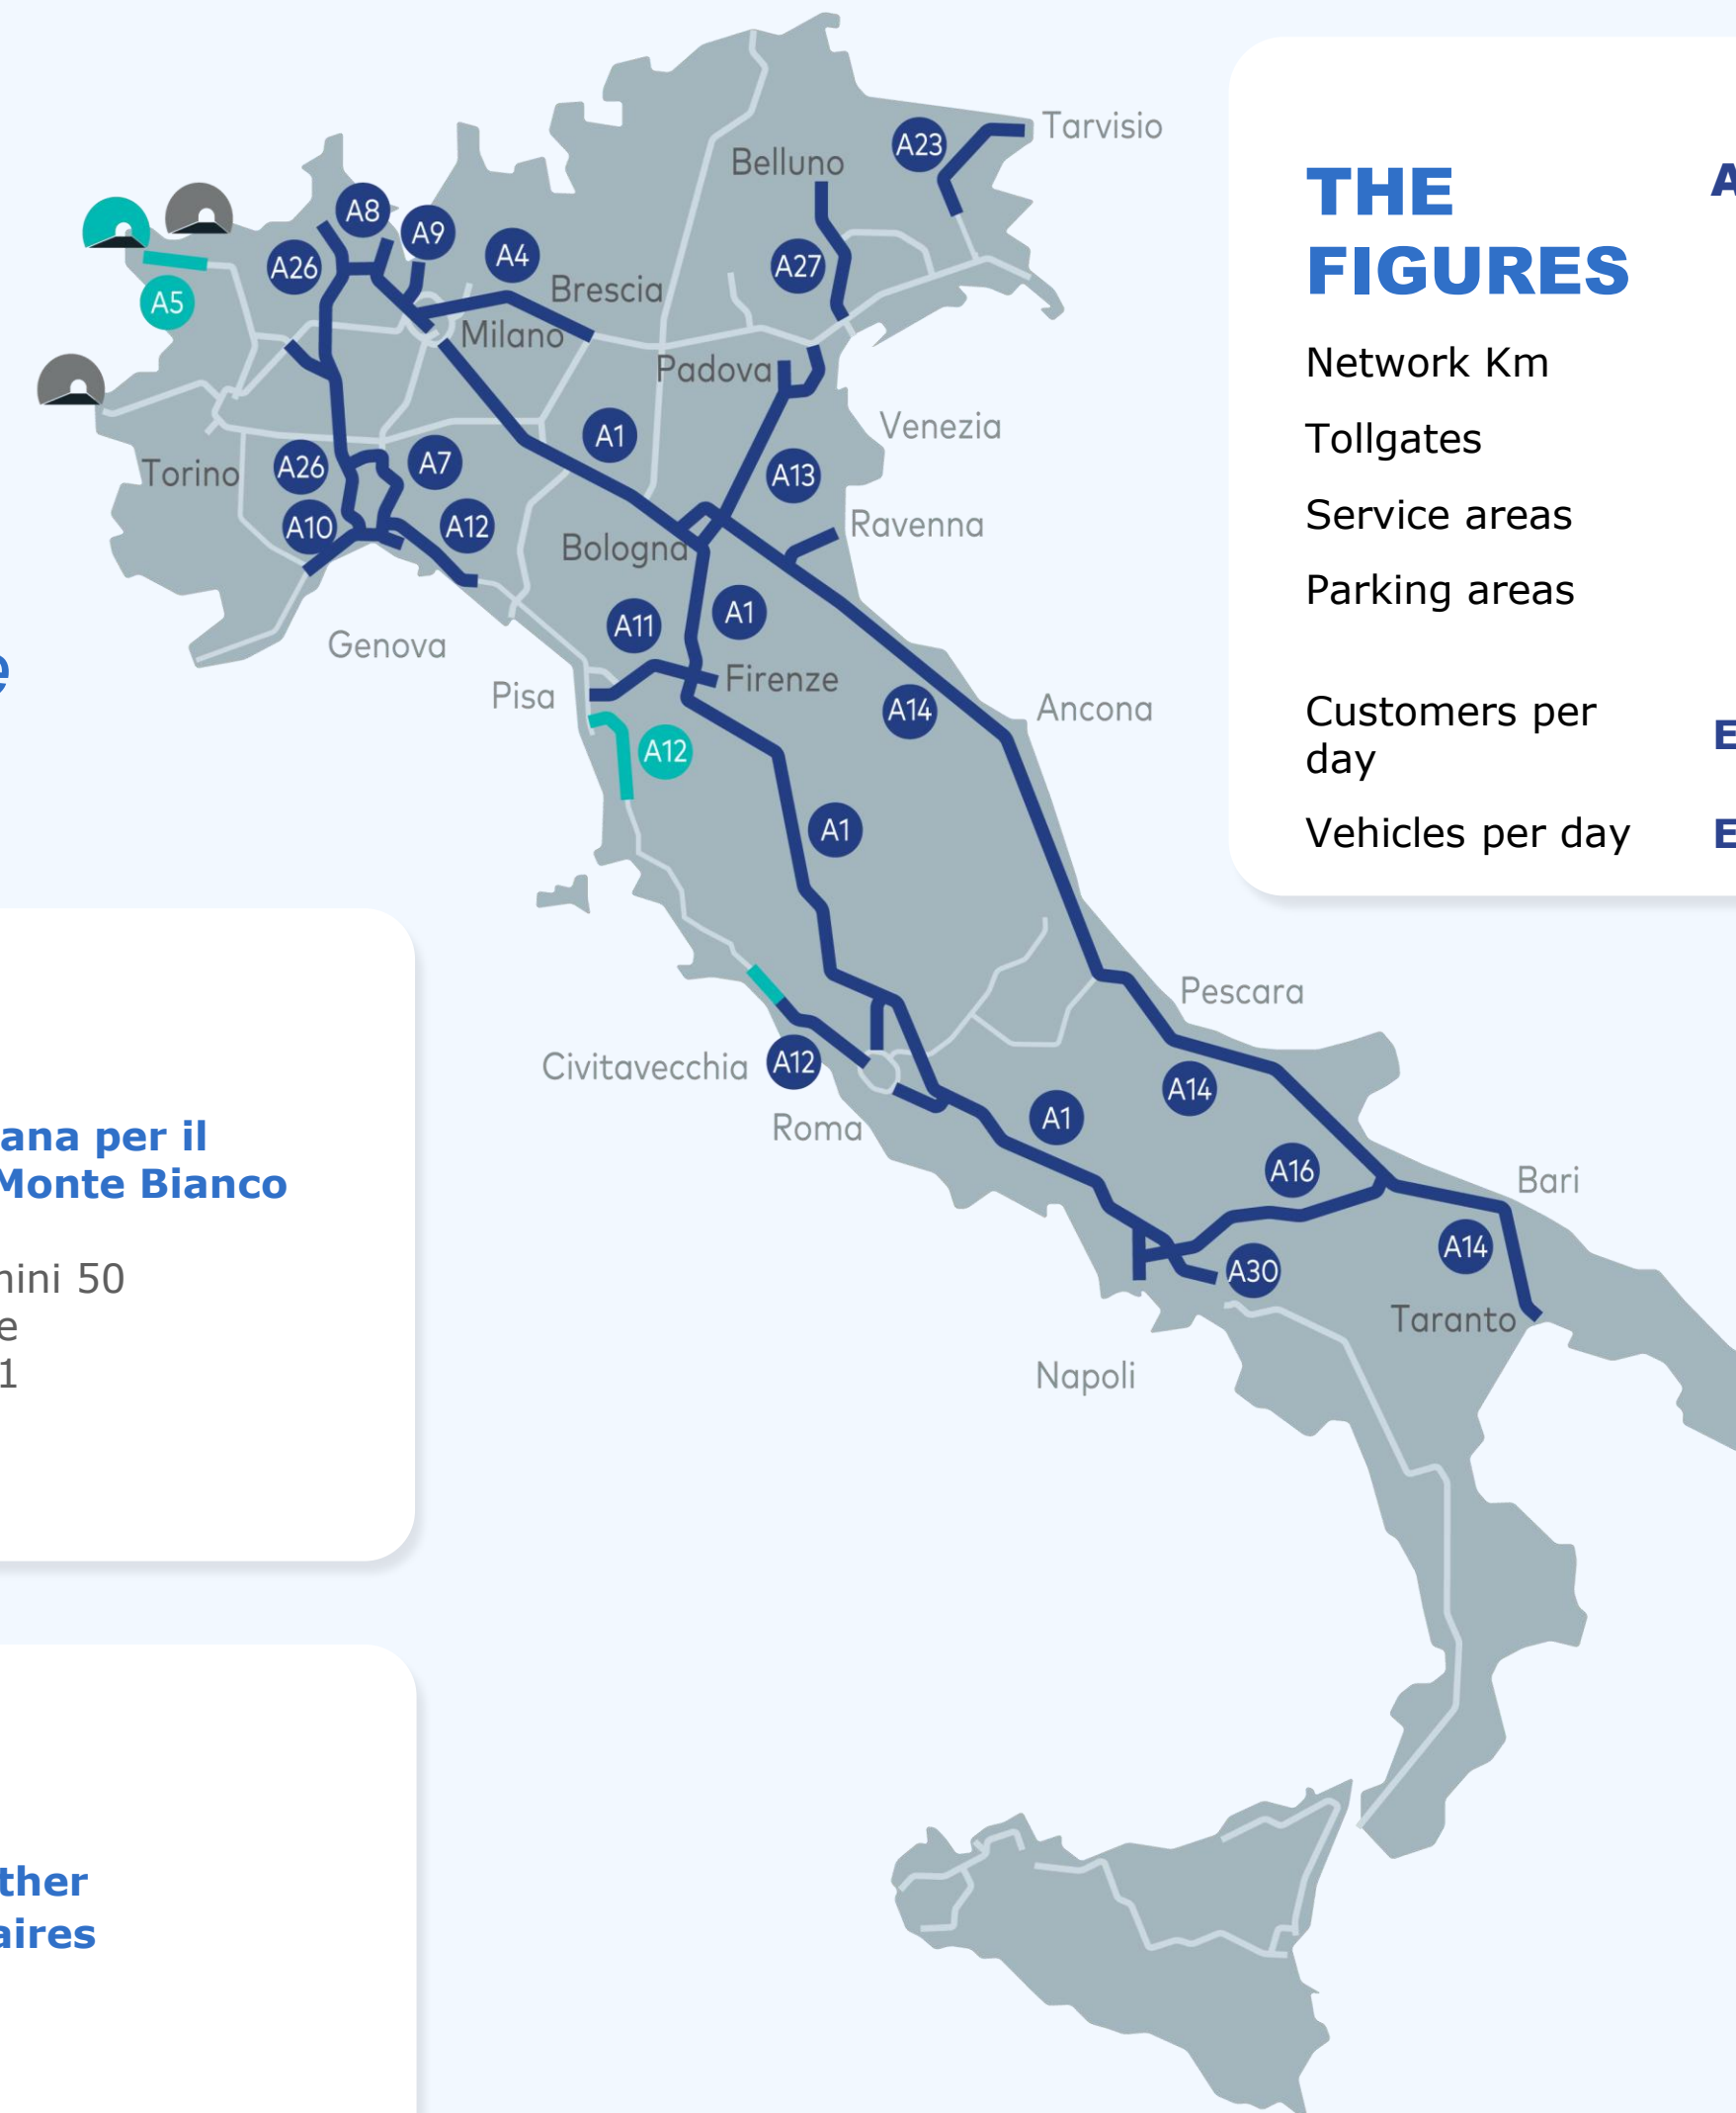 Tarvisio
A23
Belluno
A8
A9
A4
A26
A27
A5
Brescia
Milano
Padova
Venezia
A1
A13
Torino
A26
A7
A10
A12
Ravenna
Bologna
A11
A1
Genova
Firenze
Pisa
A14
Ancona
A12
A1
Pescara
Civitavecchia
A12
A14
Roma
A1
A16
Bari
A14
A30
Taranto
Napoli
THE
FIGURES
Network Km
Tollgates
Service areas
Parking areas
Customers per
day
Vehicles per day
A
E
E
e
ana per il
Monte Bianco
nini 50
e
1
ther
aires